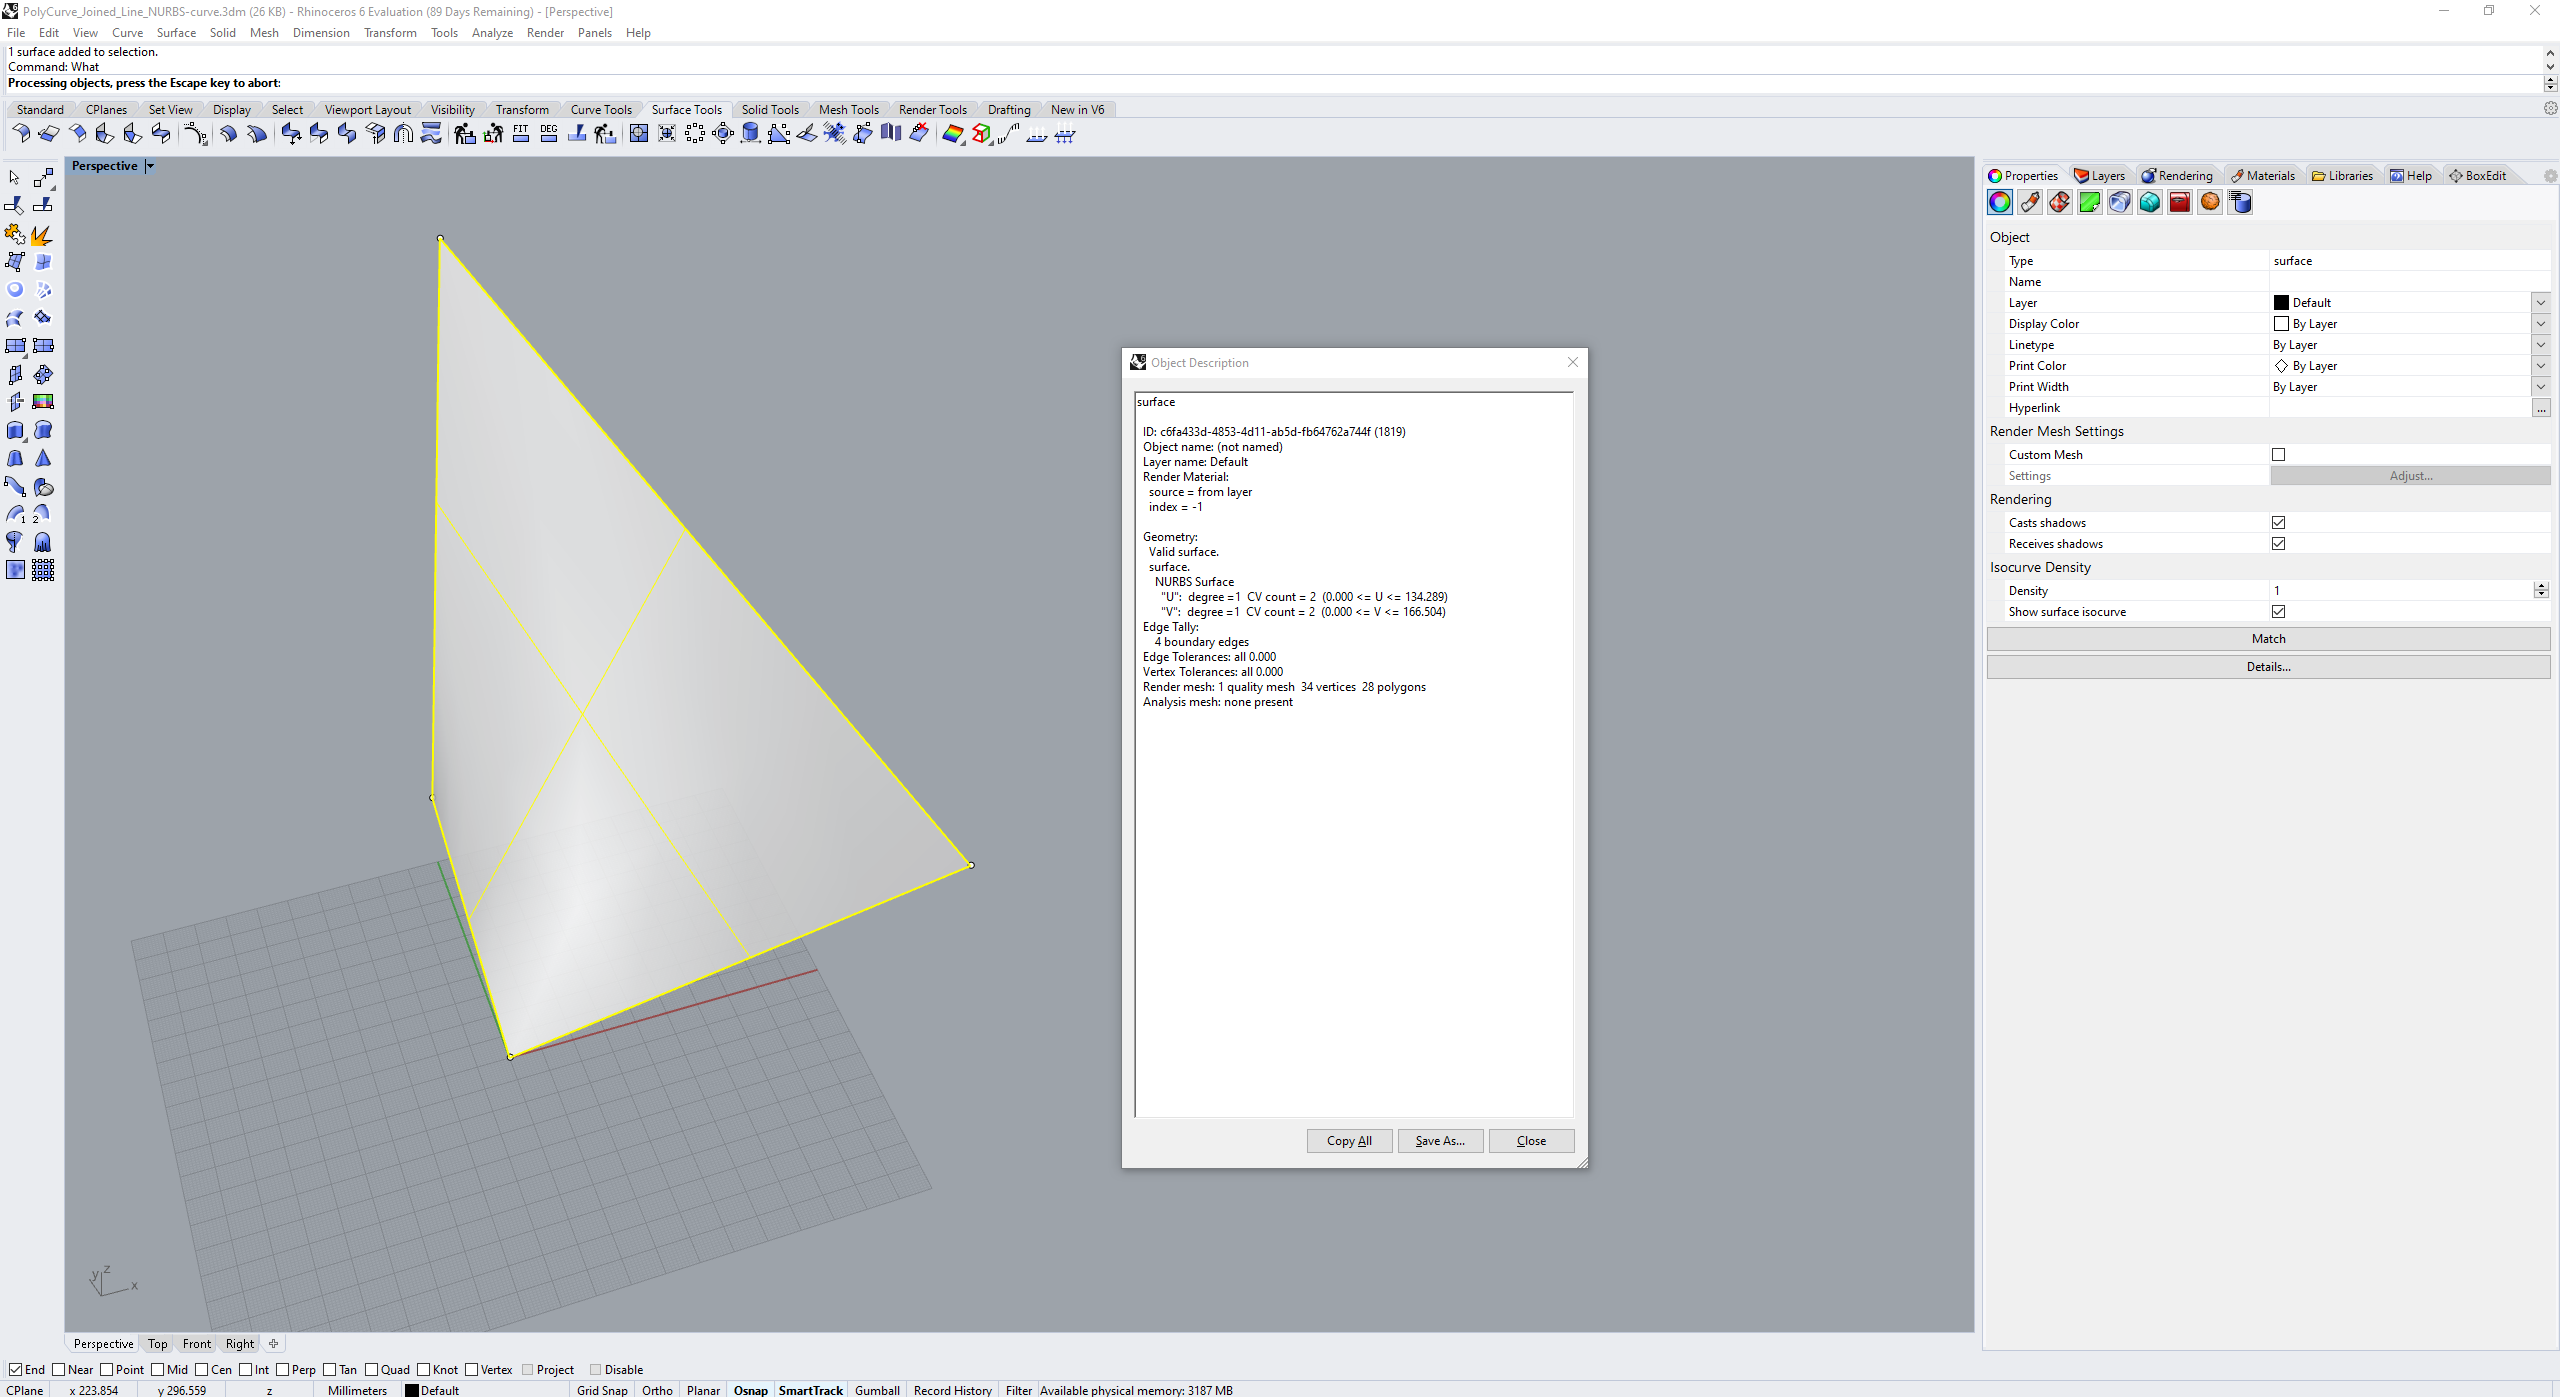 PolyCurve_Joined_Line_NURBS-curve.3dm (26 KB) - Rhinoceros 6 Evaluation (89 Days Remaining) - [Perspective]
File Edit View Curve Surface Solid Mesh Dimension Transform Tools Analyze Render Panels Help
1 surface added to selection.
Command: What
Processing objects, press the Escape key to abort:
Standard CPlanes Set View Display Select Viewport Layout Visibility Transform Curve Tools Surface Tools Solid Tools Mesh Tools Render Tools Drafting New in V6
FIT DEG
Perspective
Properties Layers Rendering Materials Libraries Help BoxEdit
Object
Type surface
Name
Layer Default
Display Color By Layer
Linetype By Layer
Print Color By Layer
Print Width By Layer
Hyperlink ...
Render Mesh Settings
Custom Mesh
Settings Adjust...
Rendering
Casts shadows
Receives shadows
Isocurve Density
Density 1
Show surface isocurve
Match
Details...
Object Description
surface
ID: c6fa433d-4853-4d11-ab5d-fb64762a744f (1819)
Object name: (not named)
Layer name: Default
Render Material:
source = from layer
index = -1
Geometry:
Valid surface.
surface.
NURBS Surface
"U": degree =1 CV count = 2 (0.000 <= U <= 134.289)
"V": degree =1 CV count = 2 (0.000 <= V <= 166.504)
Edge Tally:
4 boundary edges
Edge Tolerances: all 0.000
Vertex Tolerances: all 0.000
Render mesh: 1 quality mesh 34 vertices 28 polygons
Analysis mesh: none present
Copy All Save As... Close
1 2
y z x
Perspective Top Front Right
End Near Point Mid Cen Int Perp Tan Quad Knot Vertex Project Disable
CPlane x 223.854 y 296.559 z Millimeters Default Grid Snap Ortho Planar Osnap SmartTrack Gumball Record History Filter Available physical memory: 3187 MB